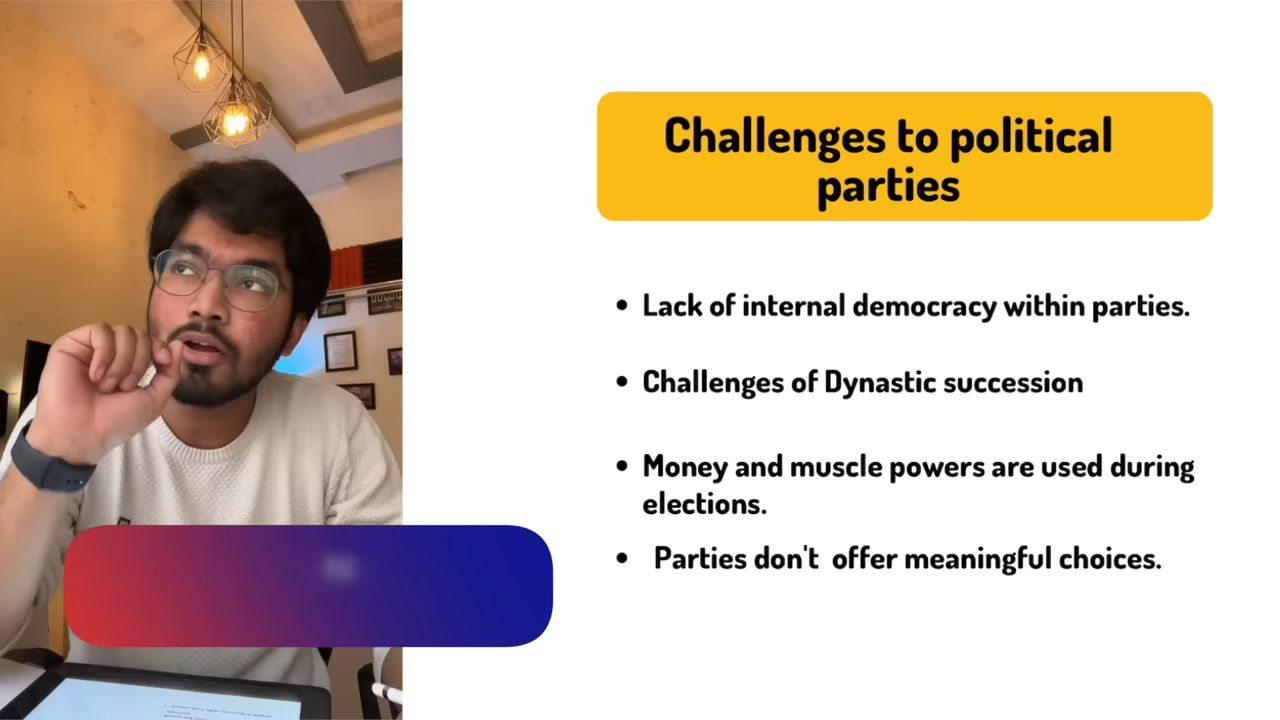 Challenges to political
parties
• Lack of internal democracy within parties.
• Challenges of Dynastic succession
• Money and muscle powers are used during
elections.
• Parties don't offer meaningful choices.